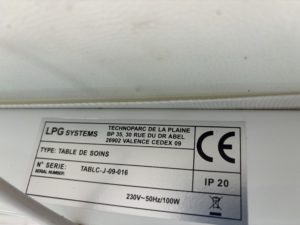 LPG SYSTEMS
TECHNOPARC DE LA PLAINE
BP 35, 30 RUE DU DR ABEL
26902 VALENCE CEDEX 09
CE
TYPE: TABLE DE SOINS
N° SERIE:
SERIAL NUMBER:
TABLC-J-09-016
IP 20
230V~50Hz/100W